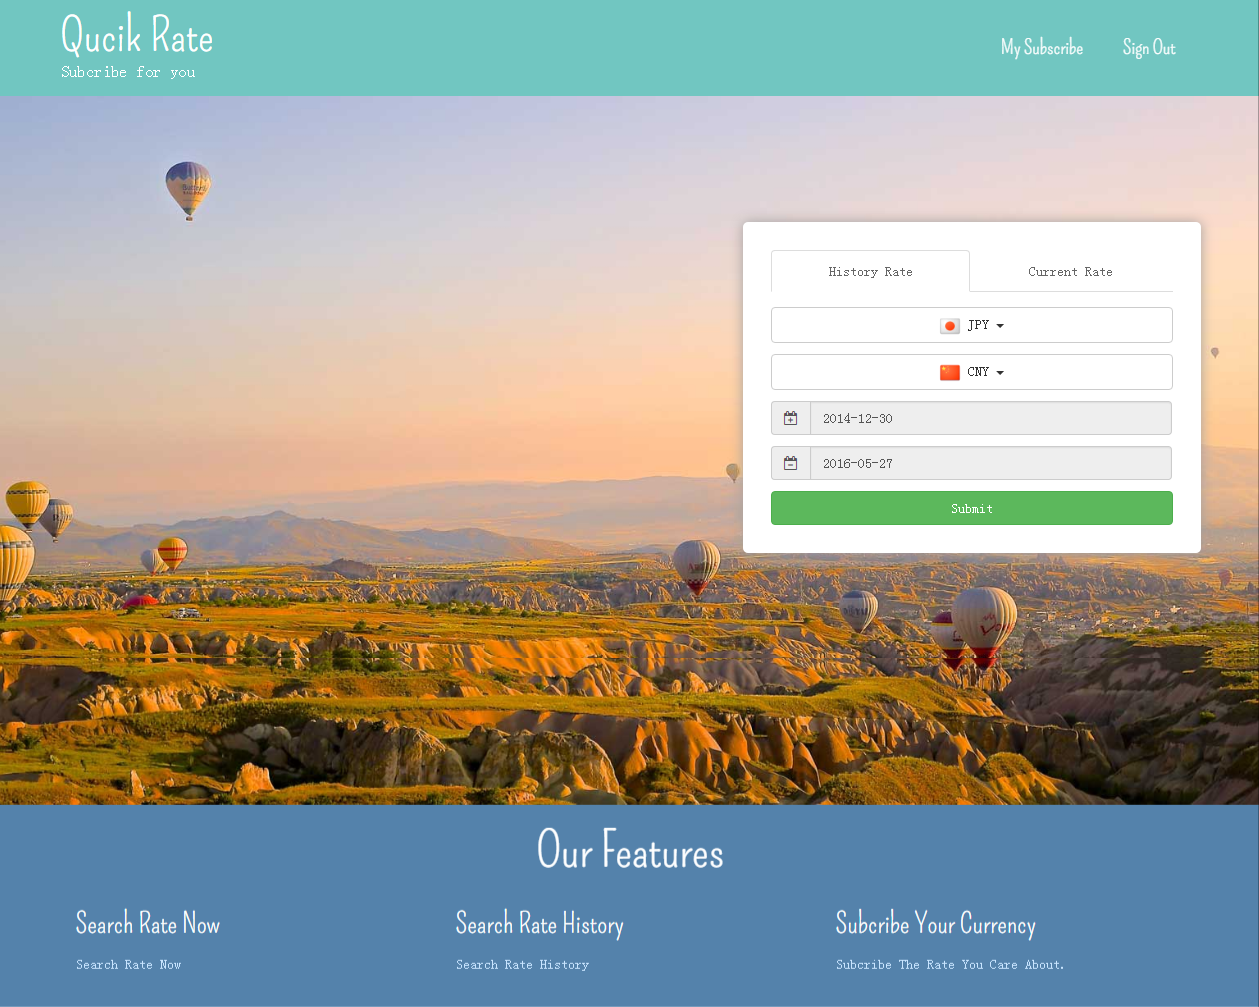 Qucik Rate
Subcribe for you
My Subscribe
Sign Out
History Rate
Current Rate
JPY
CNY
2014-12-30
2016-05-27
Submit
Our Features
Search Rate Now
Search Rate History
Subcribe Your Currency
Search Rate Now
Search Rate History
Subcribe The Rate You Care About.